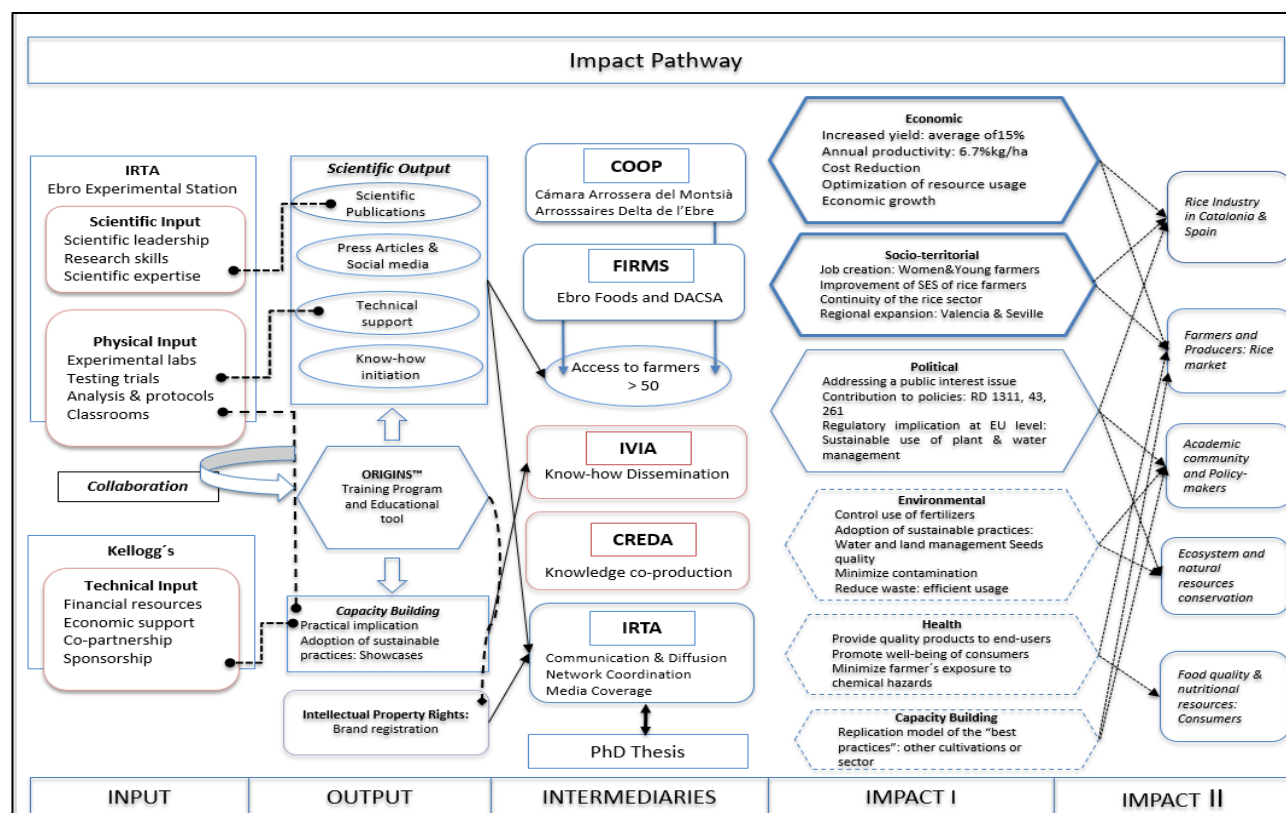 Impact Pathway
IRTA
Ebro Experimental Station
Scientific Input
Scientific leadership
Research skills
Scientific expertise
Physical Input
Experimental labs
Testing trials
Analysis & protocols
Classrooms
Collaboration
Kellogg´s
Technical Input
Financial resources
Economic support
Co-partnership
Sponsorship
Scientific Output
Scientific
Publications
Press Articles &
Social media
Technical
support
Know-how
initiation
ORIGINS™
Training Program
and Educational
tool
Capacity Building
Practical implication
Adoption of sustainable
practices: Showcases
Intellectual Property Rights:
Brand registration
COOP
Cámara Arrossera del Montsià
Arrosssaires Delta de l’Ebre
FIRMS
Ebro Foods and DACSA
Access to farmers
> 50
IVIA
Know-how Dissemination
CREDA
Knowledge co-production
IRTA
Communication & Diffusion
Network Coordination
Media Coverage
PhD Thesis
Economic
Increased yield: average of15%
Annual productivity: 6.7%kg/ha
Cost Reduction
Optimization of resource usage
Economic growth
Socio-territorial
Job creation: Women&Young farmers
Improvement of SES of rice farmers
Continuity of the rice sector
Regional expansion: Valencia & Seville
Political
Addressing a public interest issue
Contribution to policies: RD 1311, 43,
261
Regulatory implication at EU level:
Sustainable use of plant & water
management
Environmental
Control use of fertilizers
Adoption of sustainable practices:
Water and land management Seeds
quality
Minimize contamination
Reduce waste: efficient usage
Health
Provide quality products to end-users
Promote well-being of consumers
Minimize farmer´s exposure to
chemical hazards
Capacity Building
Replication model of the “best
practices”: other cultivations or
sector
Rice Industry
in Catalonia &
Spain
Farmers and
Producers: Rice
market
Academic
community
and Policy-
makers
Ecosystem and
natural
resources
conservation
Food quality &
nutritional
resources:
Consumers
INPUT
OUTPUT
INTERMEDIARIES
IMPACT I
IMPACT II